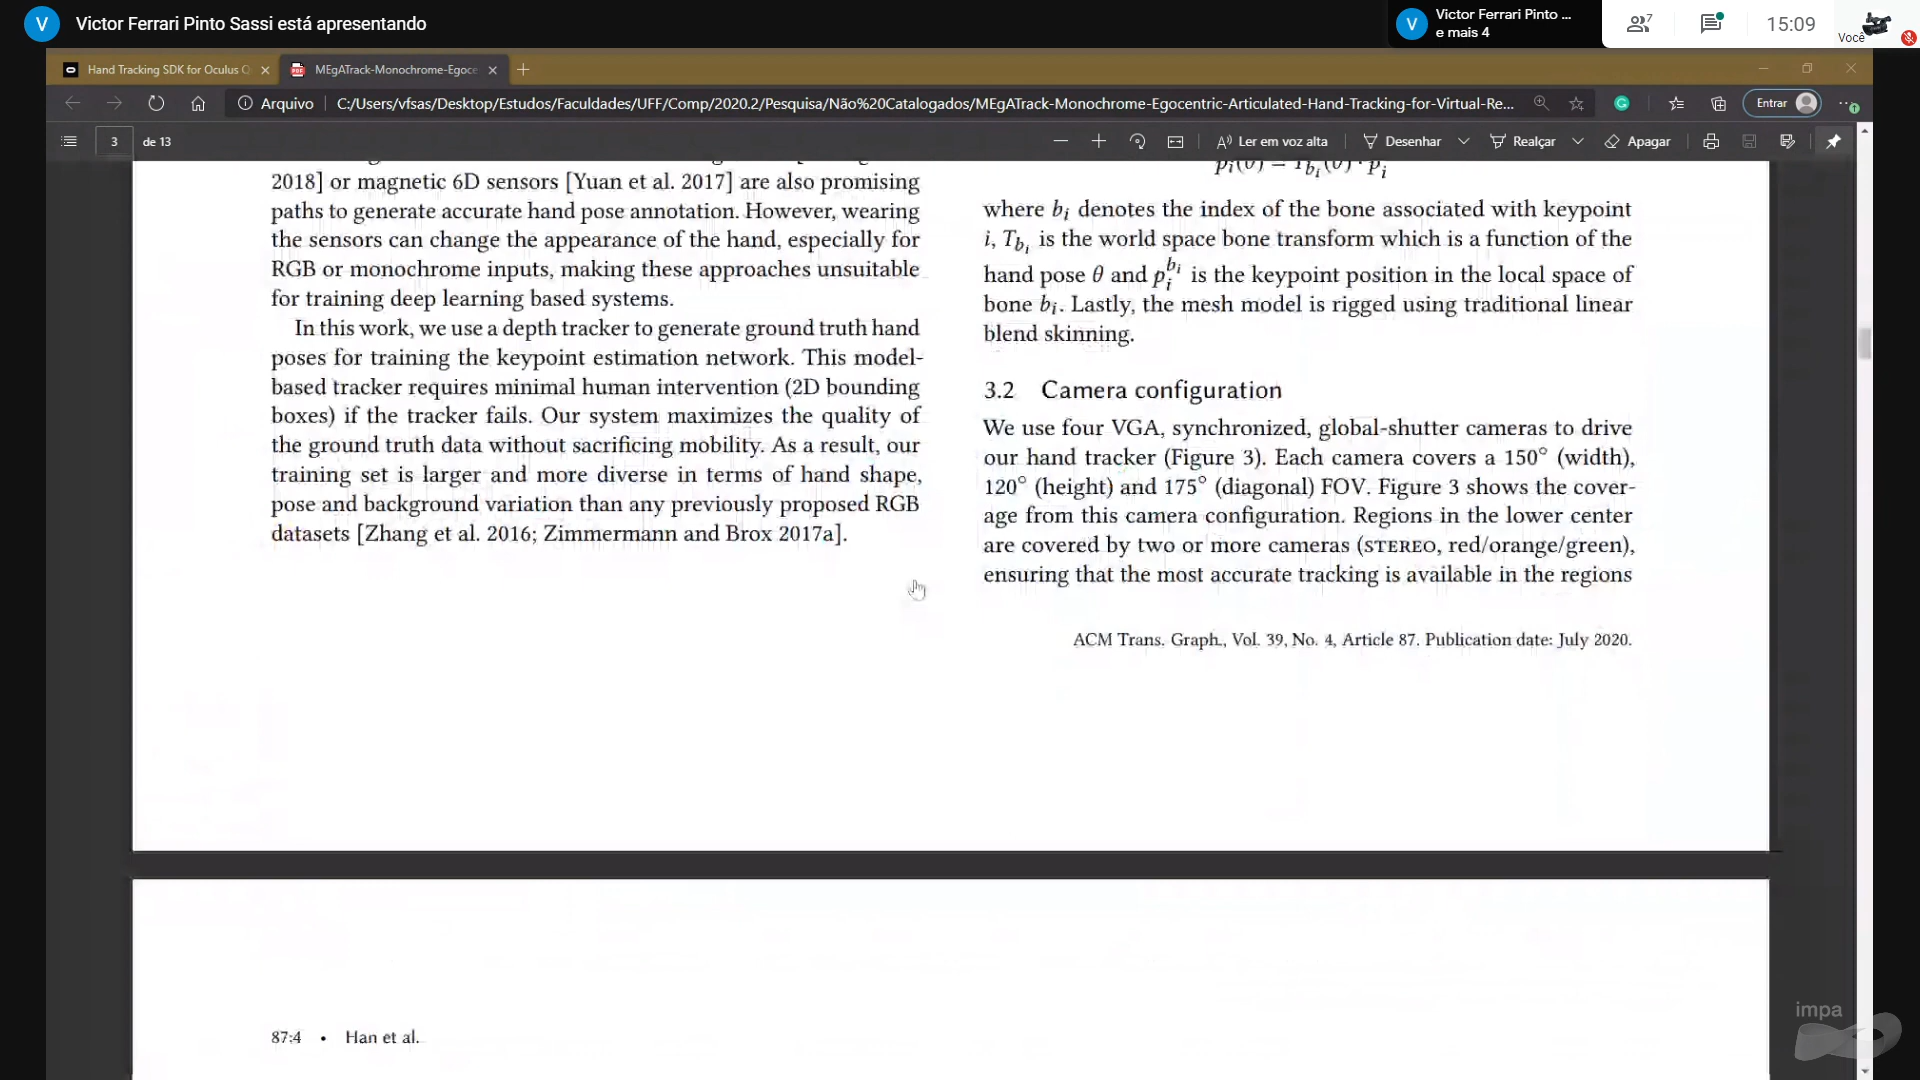 Victor Ferrari Pinto Sassi está apresentando
Victor Ferrari Pinto ...
e mais 4
7
15:09
Você
Hand Tracking SDK for Oculus Q
MEgATrack-Monochrome-Egoce
Arquivo
C:/Users/vfsas/Desktop/Estudos/Faculdades/UFF/Comp/2020.2/Pesquisa/Não%20Catalogados/MEgATrack-Monochrome-Egocentric-Articulated-Hand-Tracking-for-Virtual-Re...
Entrar
3 de 13
Ler em voz alta
Desenhar
Realçar
Apagar
2018] or magnetic 6D sensors [Yuan et al. 2017] are also promising
paths to generate accurate hand pose annotation. However, wearing
the sensors can change the appearance of the hand, especially for
RGB or monochrome inputs, making these approaches unsuitable
for training deep learning based systems.
In this work, we use a depth tracker to generate ground truth hand
poses for training the keypoint estimation network. This model-
based tracker requires minimal human intervention (2D bounding
boxes) if the tracker fails. Our system maximizes the quality of
the ground truth data without sacrificing mobility. As a result, our
training set is larger and more diverse in terms of hand shape,
pose and background variation than any previously proposed RGB
datasets [Zhang et al. 2016; Zimmermann and Brox 2017a].
where b_i denotes the index of the bone associated with keypoint
i, T_{b_i} is the world space bone transform which is a function of the
hand pose θ and p_i^{b_i} is the keypoint position in the local space of
bone b_i. Lastly, the mesh model is rigged using traditional linear
blend skinning.
3.2 Camera configuration
We use four VGA, synchronized, global-shutter cameras to drive
our hand tracker (Figure 3). Each camera covers a 150° (width),
120° (height) and 175° (diagonal) FOV. Figure 3 shows the cover-
age from this camera configuration. Regions in the lower center
are covered by two or more cameras (STEREO, red/orange/green),
ensuring that the most accurate tracking is available in the regions
ACM Trans. Graph., Vol. 39, No. 4, Article 87. Publication date: July 2020.
87:4 • Han et al.
impa